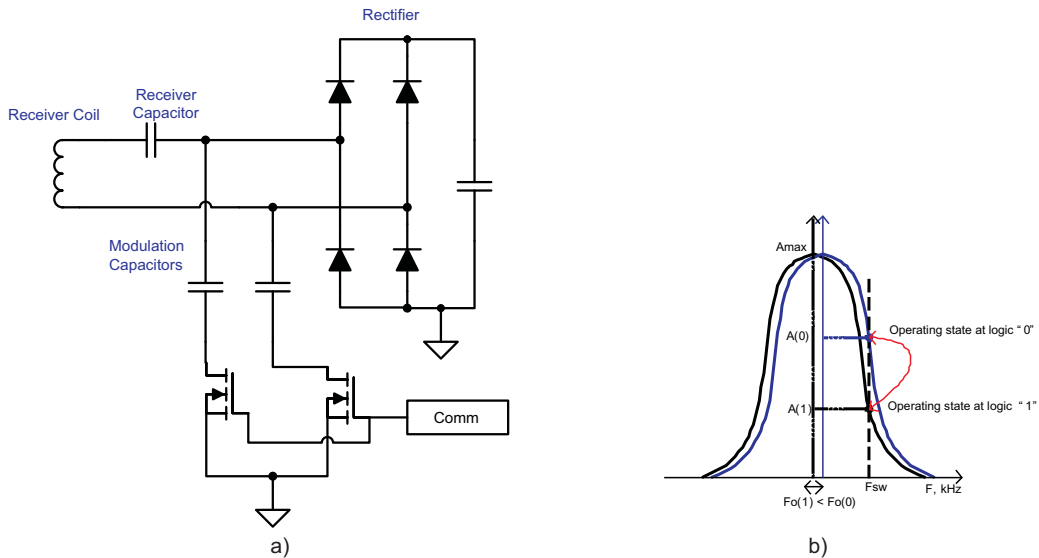 Rectifier
Receiver
Capacitor
Receiver Coil
Modulation
Capacitors
Comm
a)
Amax
A(0)
Operating state at logic “ 0”
A(1)
Operating state at logic “ 1”
Fsw
F, kHz
Fo(1) < Fo(0)
b)